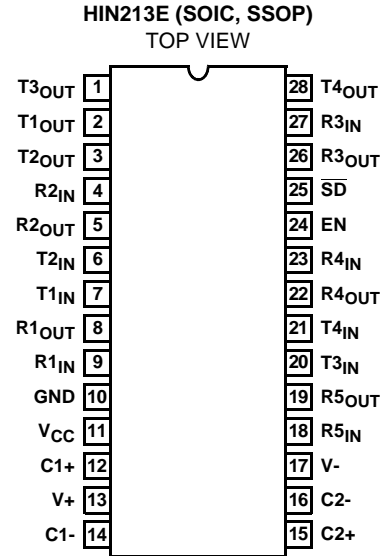 HIN213E (SOIC, SSOP)
TOP VIEW
T3OUT 1 28 T4OUT
T1OUT 2 27 R3IN
T2OUT 3 26 R3OUT
R2IN 4 25 S̅D̅
R2OUT 5 24 EN
T2IN 6 23 R4IN
T1IN 7 22 R4OUT
R1OUT 8 21 T4IN
R1IN 9 20 T3IN
GND 10 19 R5OUT
VCC 11 18 R5IN
C1+ 12 17 V-
V+ 13 16 C2-
C1- 14 15 C2+